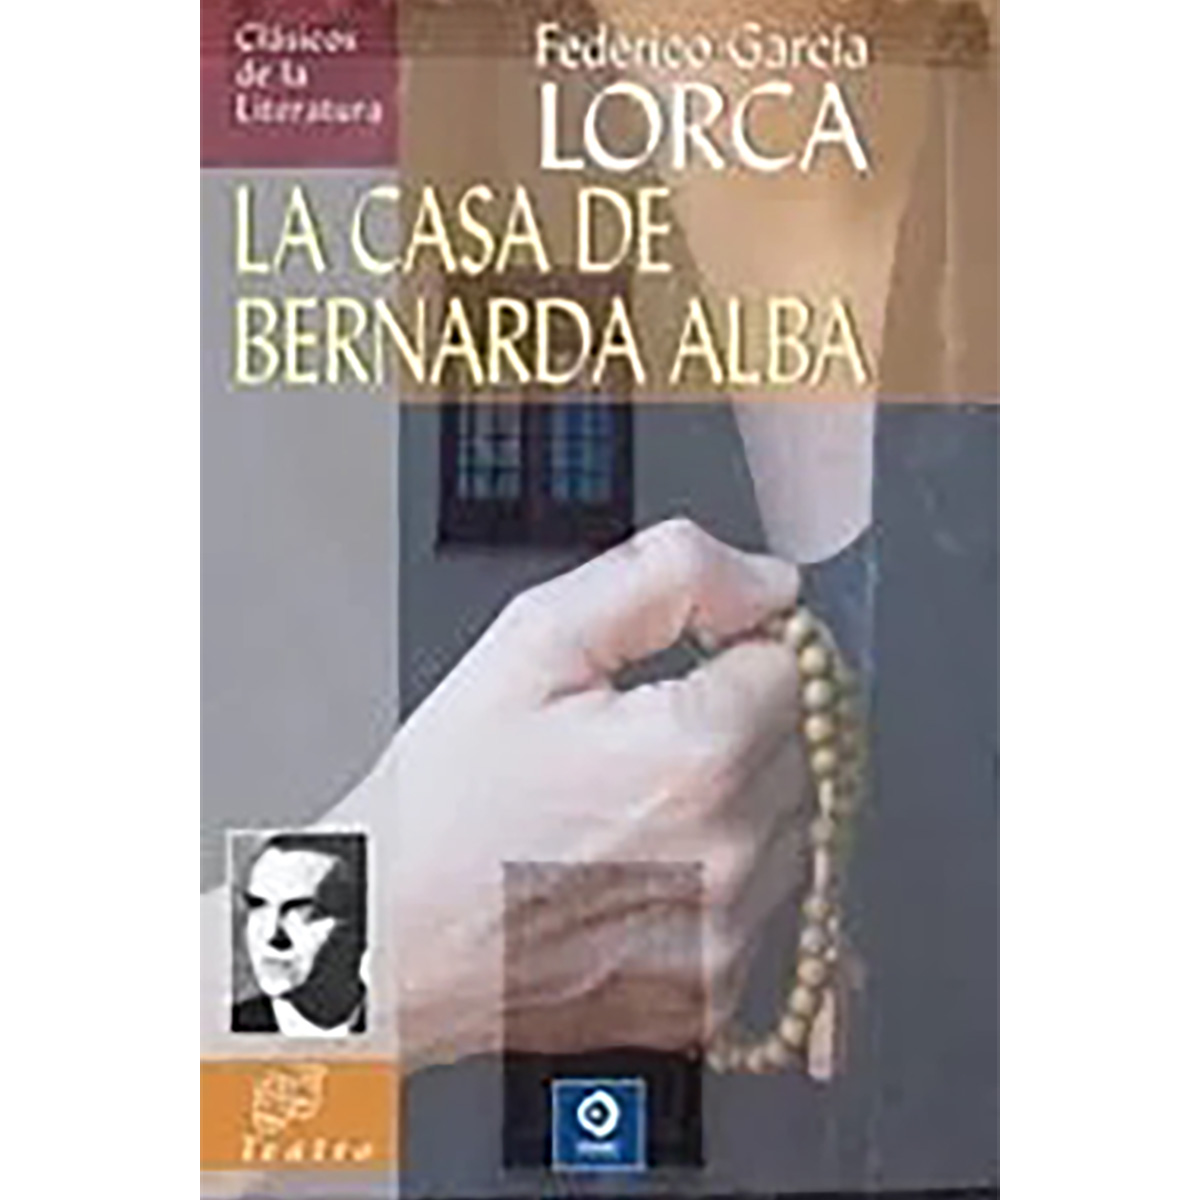 Clásicos
de la
Literatura
Federico García
LORCA
LA CASA DE
BERNARDA ALBA
Teatro